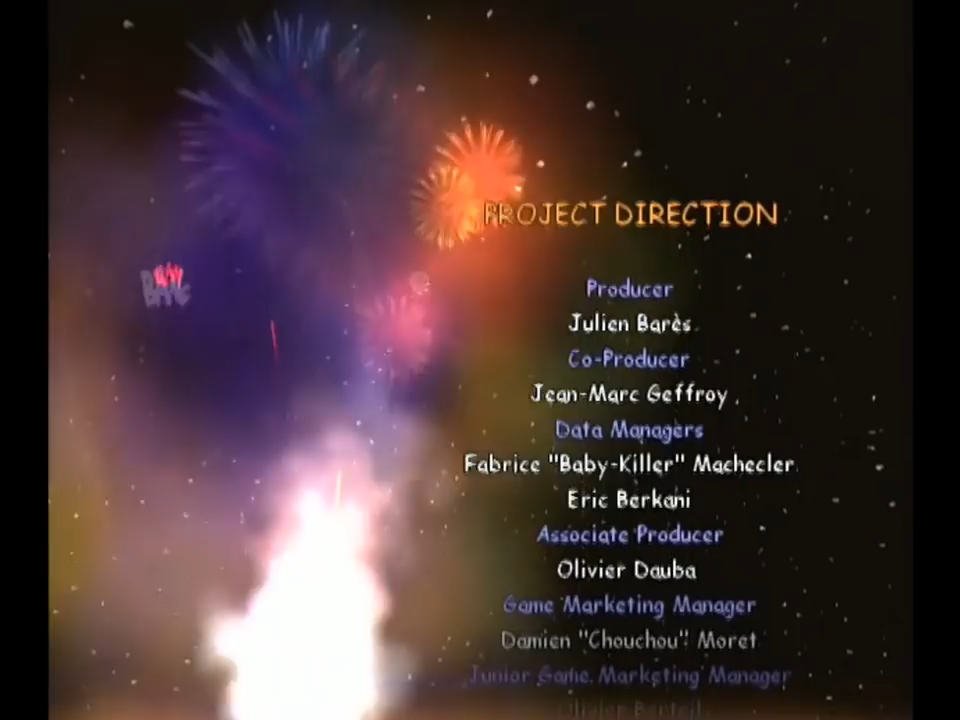 PROJECT DIRECTION
Producer
Julien Barès
Co-Producer
Jean-Marc Geffroy
Data Managers
Fabrice "Baby-Killer" Machecler
Eric Berkani
Associate Producer
Olivier Dauba
Game Marketing Manager
Damien "Chouchou" Moret
Junior Game Marketing Manager